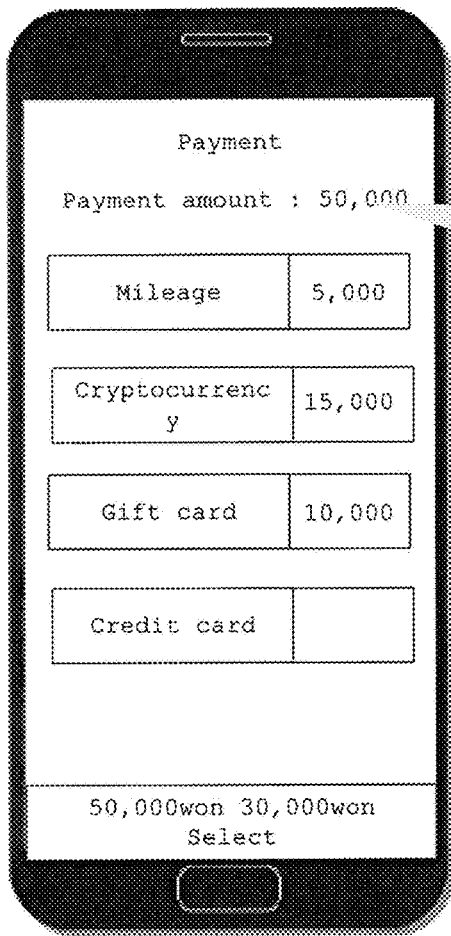 Payment
Payment amount : 50,000
Mileage 5,000
Cryptocurrenc
y 15,000
Gift card 10,000
Credit card
50,000won 30,000won
Select